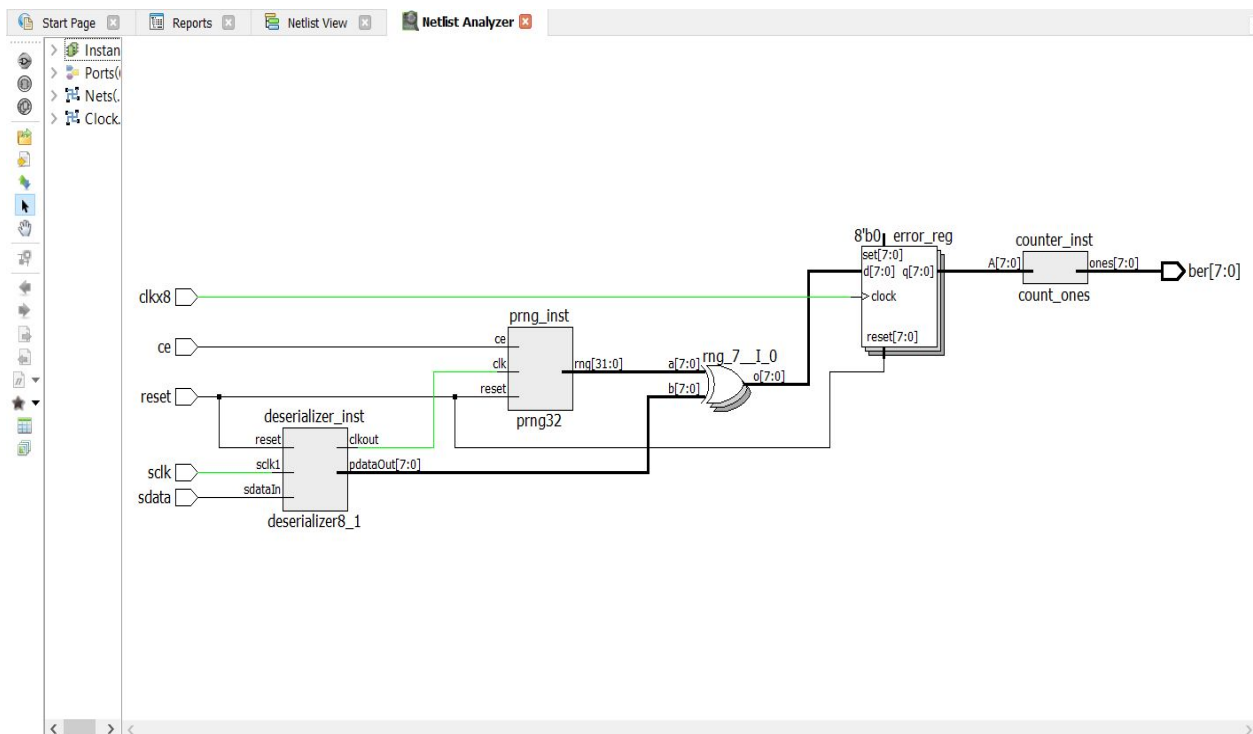 Start Page
Reports
Netlist View
Netlist Analyzer
Instan
Ports(
Nets(.
Clock.
8'b0 error_reg
set[7:0]
d[7:0] q[7:0]
clock
reset[7:0]
counter_inst
A[7:0] ones[7:0]
count_ones
ber[7:0]
clkx8
ce
reset
sclk
sdata
prng_inst
ce
clk rng[31:0]
reset
prng32
rng_7__I_0
a[7:0] o[7:0]
b[7:0]
deserializer_inst
reset clkout
sclk1 pdataOut[7:0]
sdataIn
deserializer8_1